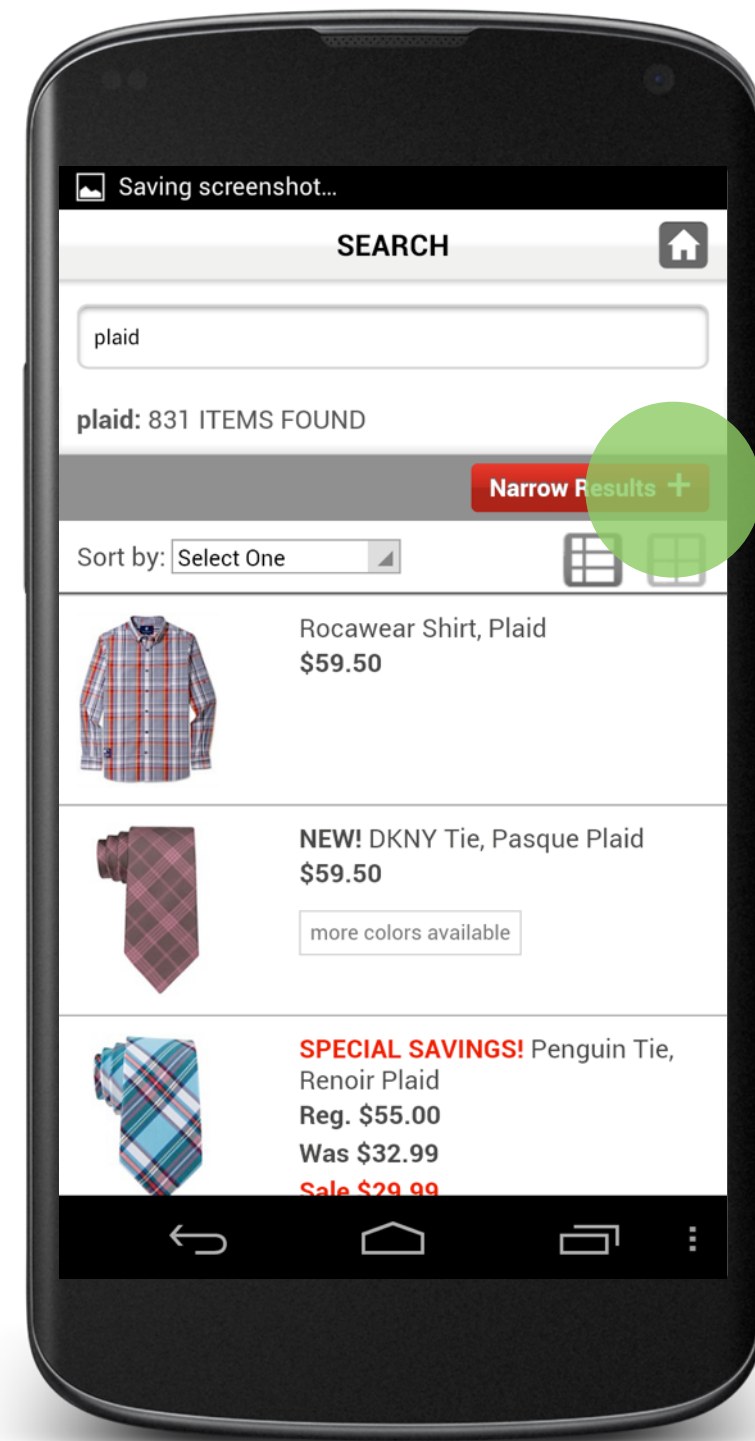 Saving screenshot...
SEARCH
plaid
plaid: 831 ITEMS FOUND
Narrow Results +
Sort by: Select One
Rocawear Shirt, Plaid
$59.50
NEW! DKNY Tie, Pasque Plaid
$59.50
more colors available
SPECIAL SAVINGS! Penguin Tie,
Renoir Plaid
Reg. $55.00
Was $32.99
Sale $29.99